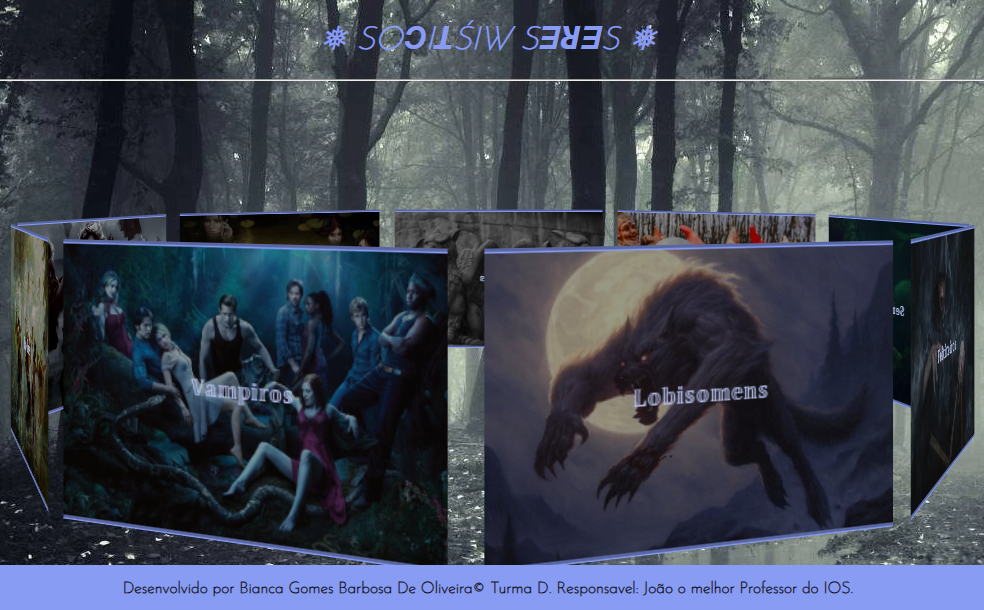 ❅ SERES MÍSTICOS ❅
Vampiros
Lobisomens
Desenvolvido por Bianca Gomes Barbosa De Oliveira© Turma D. Responsavel: João o melhor Professor do IOS.